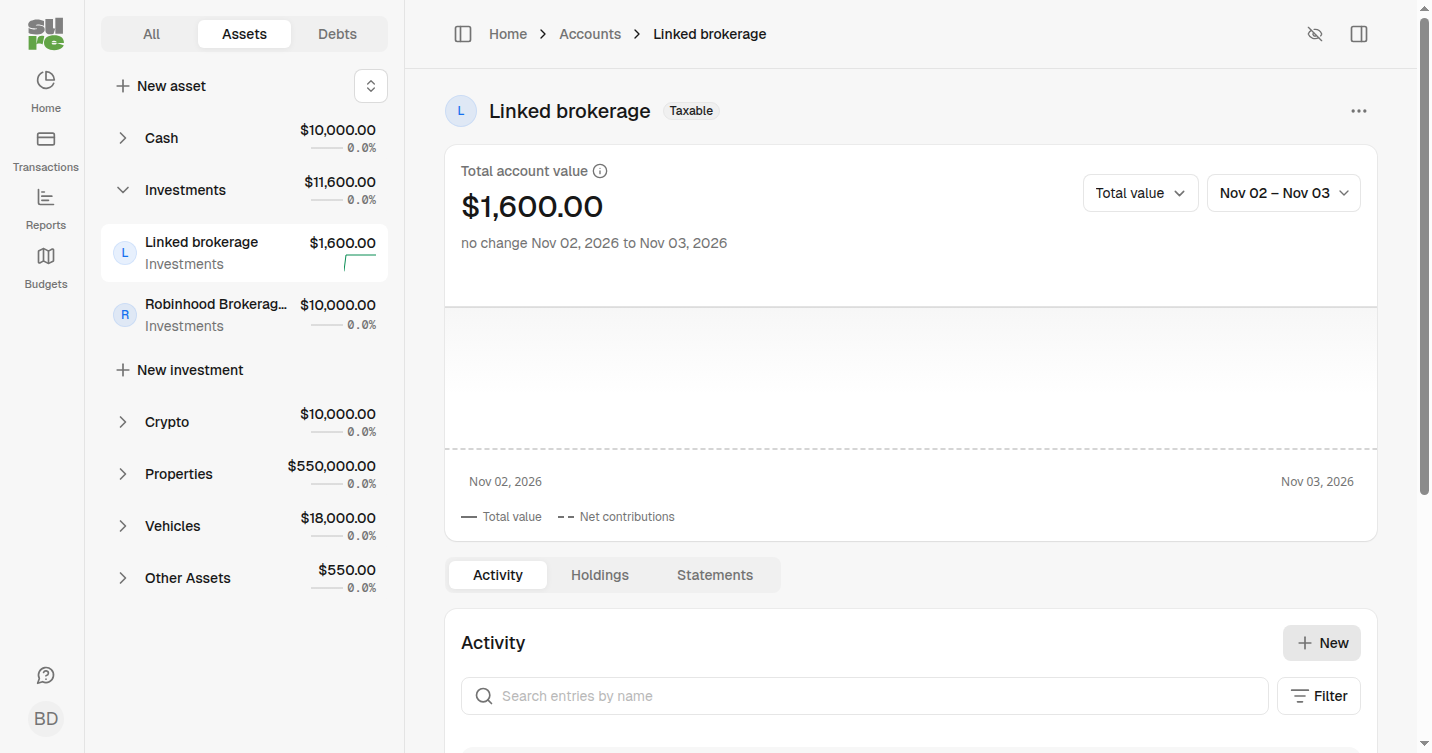 sure
Home
Transactions
Reports
Budgets
BD
All Assets Debts
New asset
Cash $10,000.00
0.0%
Investments $11,600.00
0.0%
L Linked brokerage $1,600.00
Investments
R Robinhood Brokerag... $10,000.00
Investments 0.0%
New investment
Crypto $10,000.00
0.0%
Properties $550,000.00
0.0%
Vehicles $18,000.00
0.0%
Other Assets $550.00
0.0%
Home > Accounts > Linked brokerage
L Linked brokerage Taxable
Total account value
$1,600.00
no change Nov 02, 2026 to Nov 03, 2026
Total value Nov 02 – Nov 03
Nov 02, 2026 Nov 03, 2026
Total value Net contributions
Activity Holdings Statements
Activity
New
Search entries by name
Filter